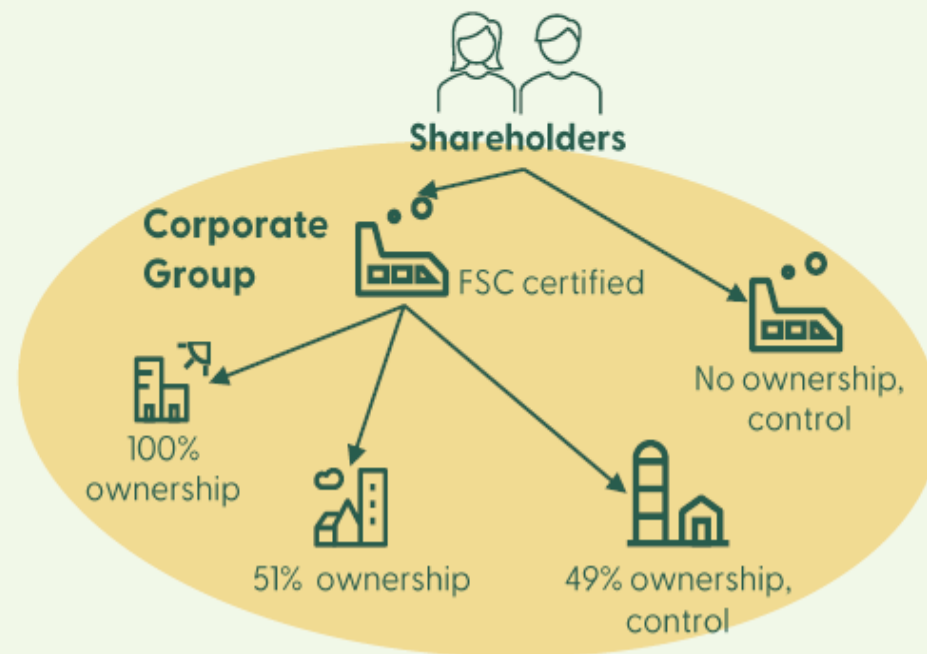 Shareholders
Corporate
Group
FSC certified
No ownership,
control
100%
ownership
51% ownership
49% ownership,
control